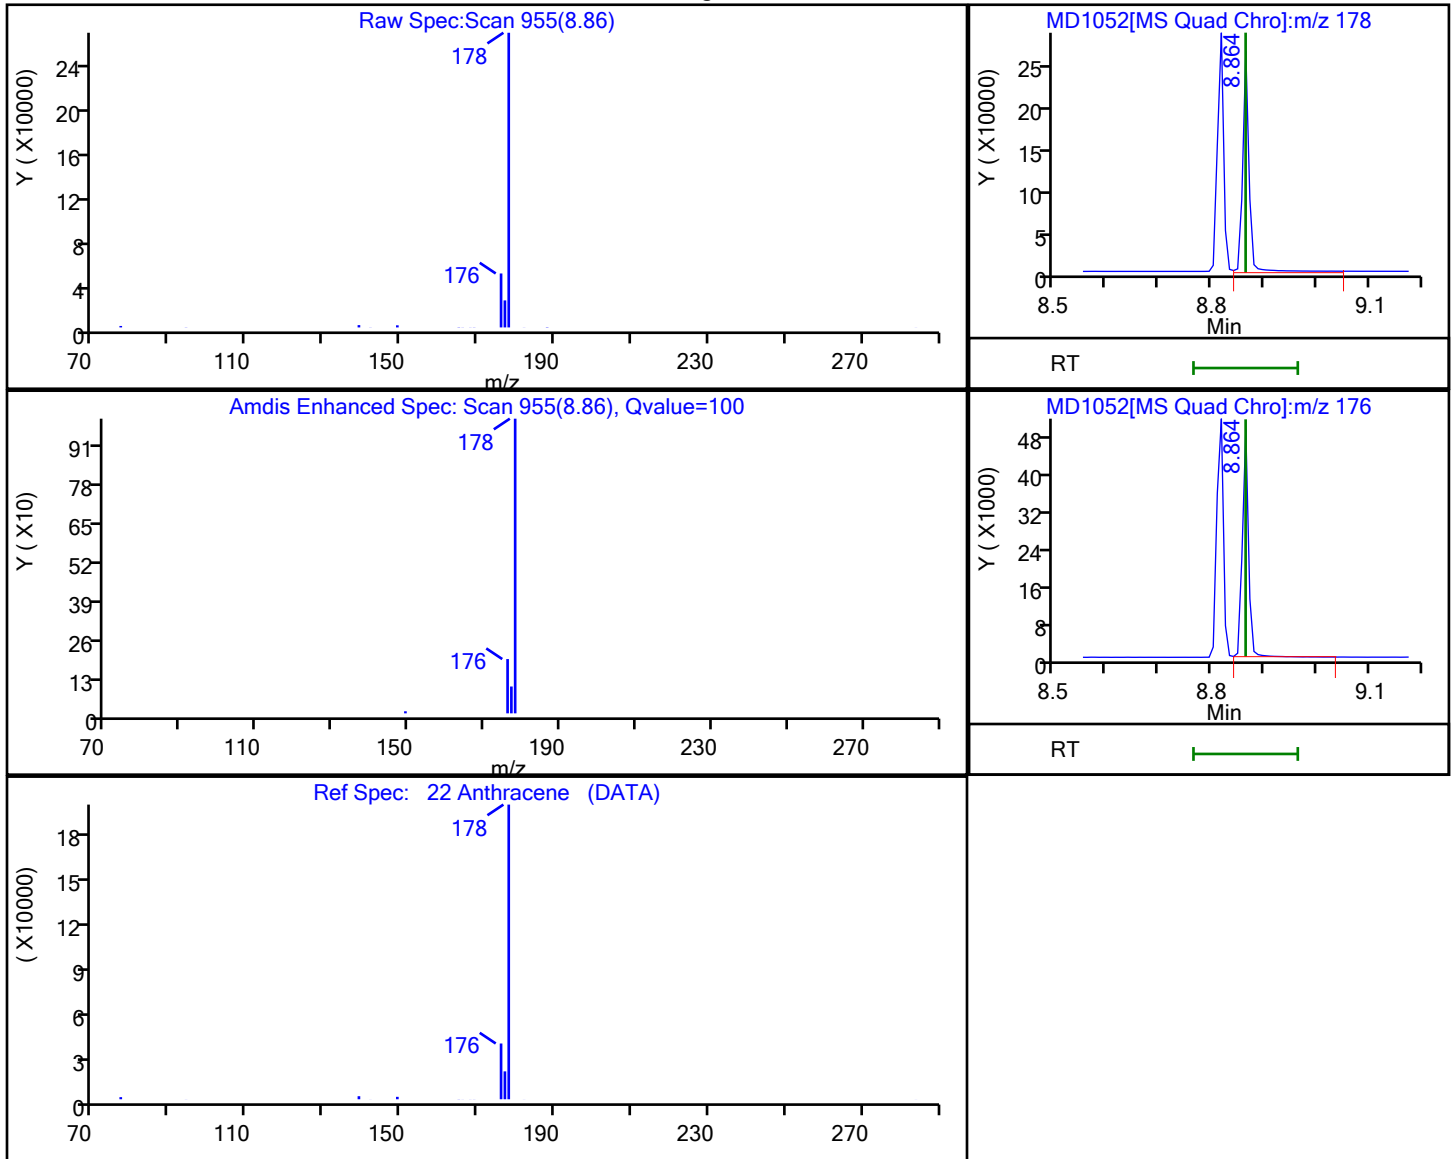 Raw Spec:Scan 955(8.86)
178
176
Y ( X10000)
24
20
16
12
8
4
0
70 110 150 190 230 270
m/z
MD1052[MS Quad Chro]:m/z 178
8.864
Y ( X10000)
25
20
15
10
5
0
8.5 8.8 9.1
Min
RT
Amdis Enhanced Spec: Scan 955(8.86), Qvalue=100
178
176
Y ( X10)
91
78
65
52
39
26
13
0
70 110 150 190 230 270
m/z
MD1052[MS Quad Chro]:m/z 176
8.864
Y ( X1000)
48
40
32
24
16
8
0
8.5 8.8 9.1
Min
RT
Ref Spec: 22 Anthracene (DATA)
178
176
( X10000)
18
15
12
9
6
3
0
70 110 150 190 230 270